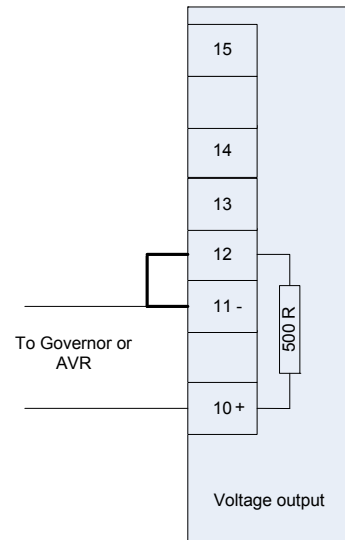 15
14
13
12
11 -
To Governor or
AVR
500 R
10 +
Voltage output